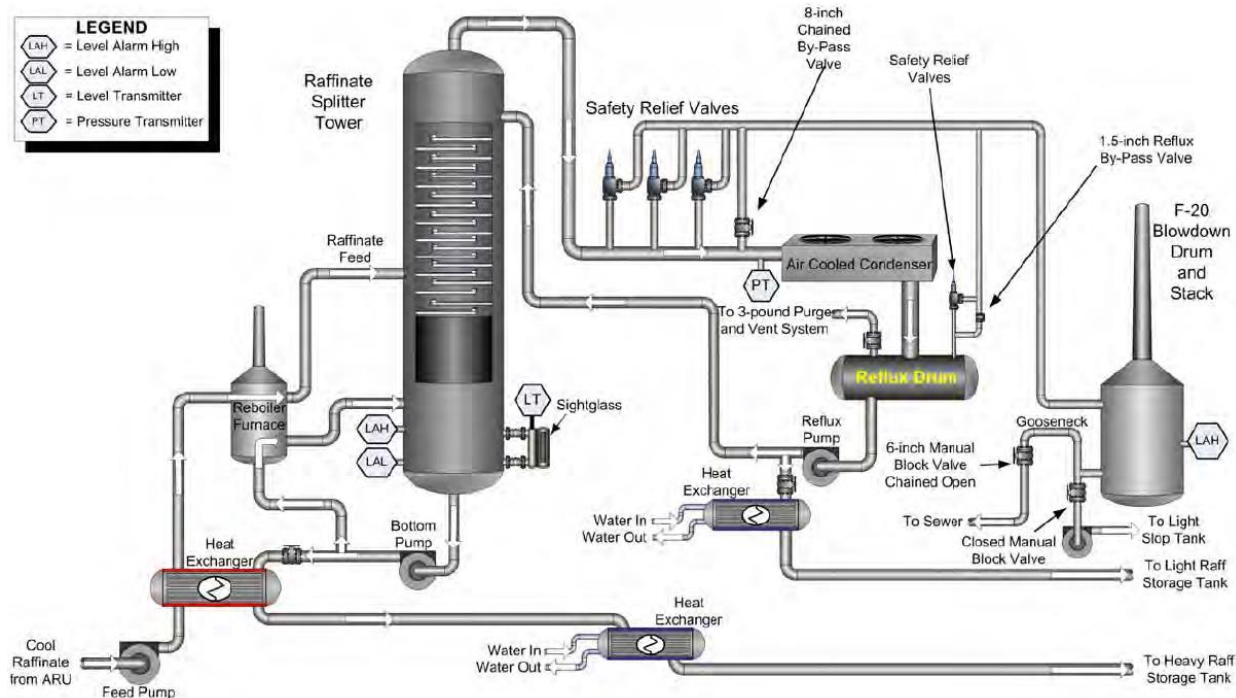 LEGEND
LAH = Level Alarm High
LAL = Level Alarm Low
LT = Level Transmitter
PT = Pressure Transmitter
Raffinate
Splitter
Tower
8-inch
Chained
By-Pass
Valve
Safety Relief
Valves
Safety Relief Valves
1.5-inch Reflux
By-Pass Valve
F-20
Blowdown
Drum
and
Stack
Raffinate
Feed
Air Cooled Condenser
PT
To 3-pound Purge
and Vent System
Reflux Drum
Reboiler
Furnace
LT
Sightglass
LAH
LAL
Reflux
Pump
Gooseneck
LAH
6-inch Manual
Block Valve
Chained Open
Heat
Exchanger
Water In
Water Out
To Sewer
Closed Manual
Block Valve
To Light
Slop Tank
Bottom
Pump
Heat
Exchanger
To Light Raff
Storage Tank
Heat
Exchanger
Water In
Water Out
Cool
Raffinate
from ARU
Feed Pump
To Heavy Raff
Storage Tank